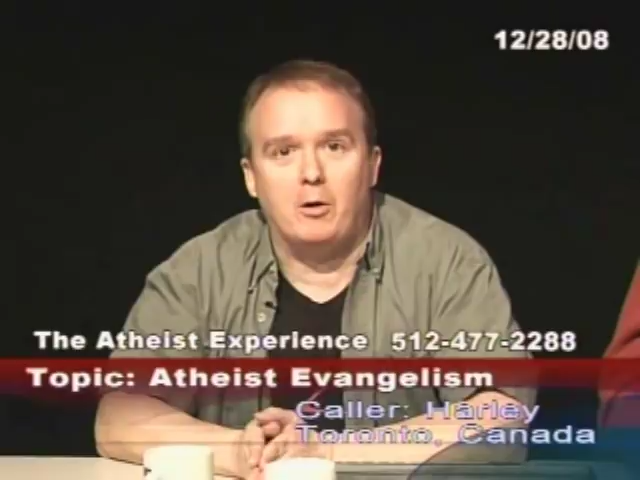 12/28/08
The Atheist Experience 512-477-2288
Topic: Atheist Evangelism
Caller: Harley
Toronto, Canada